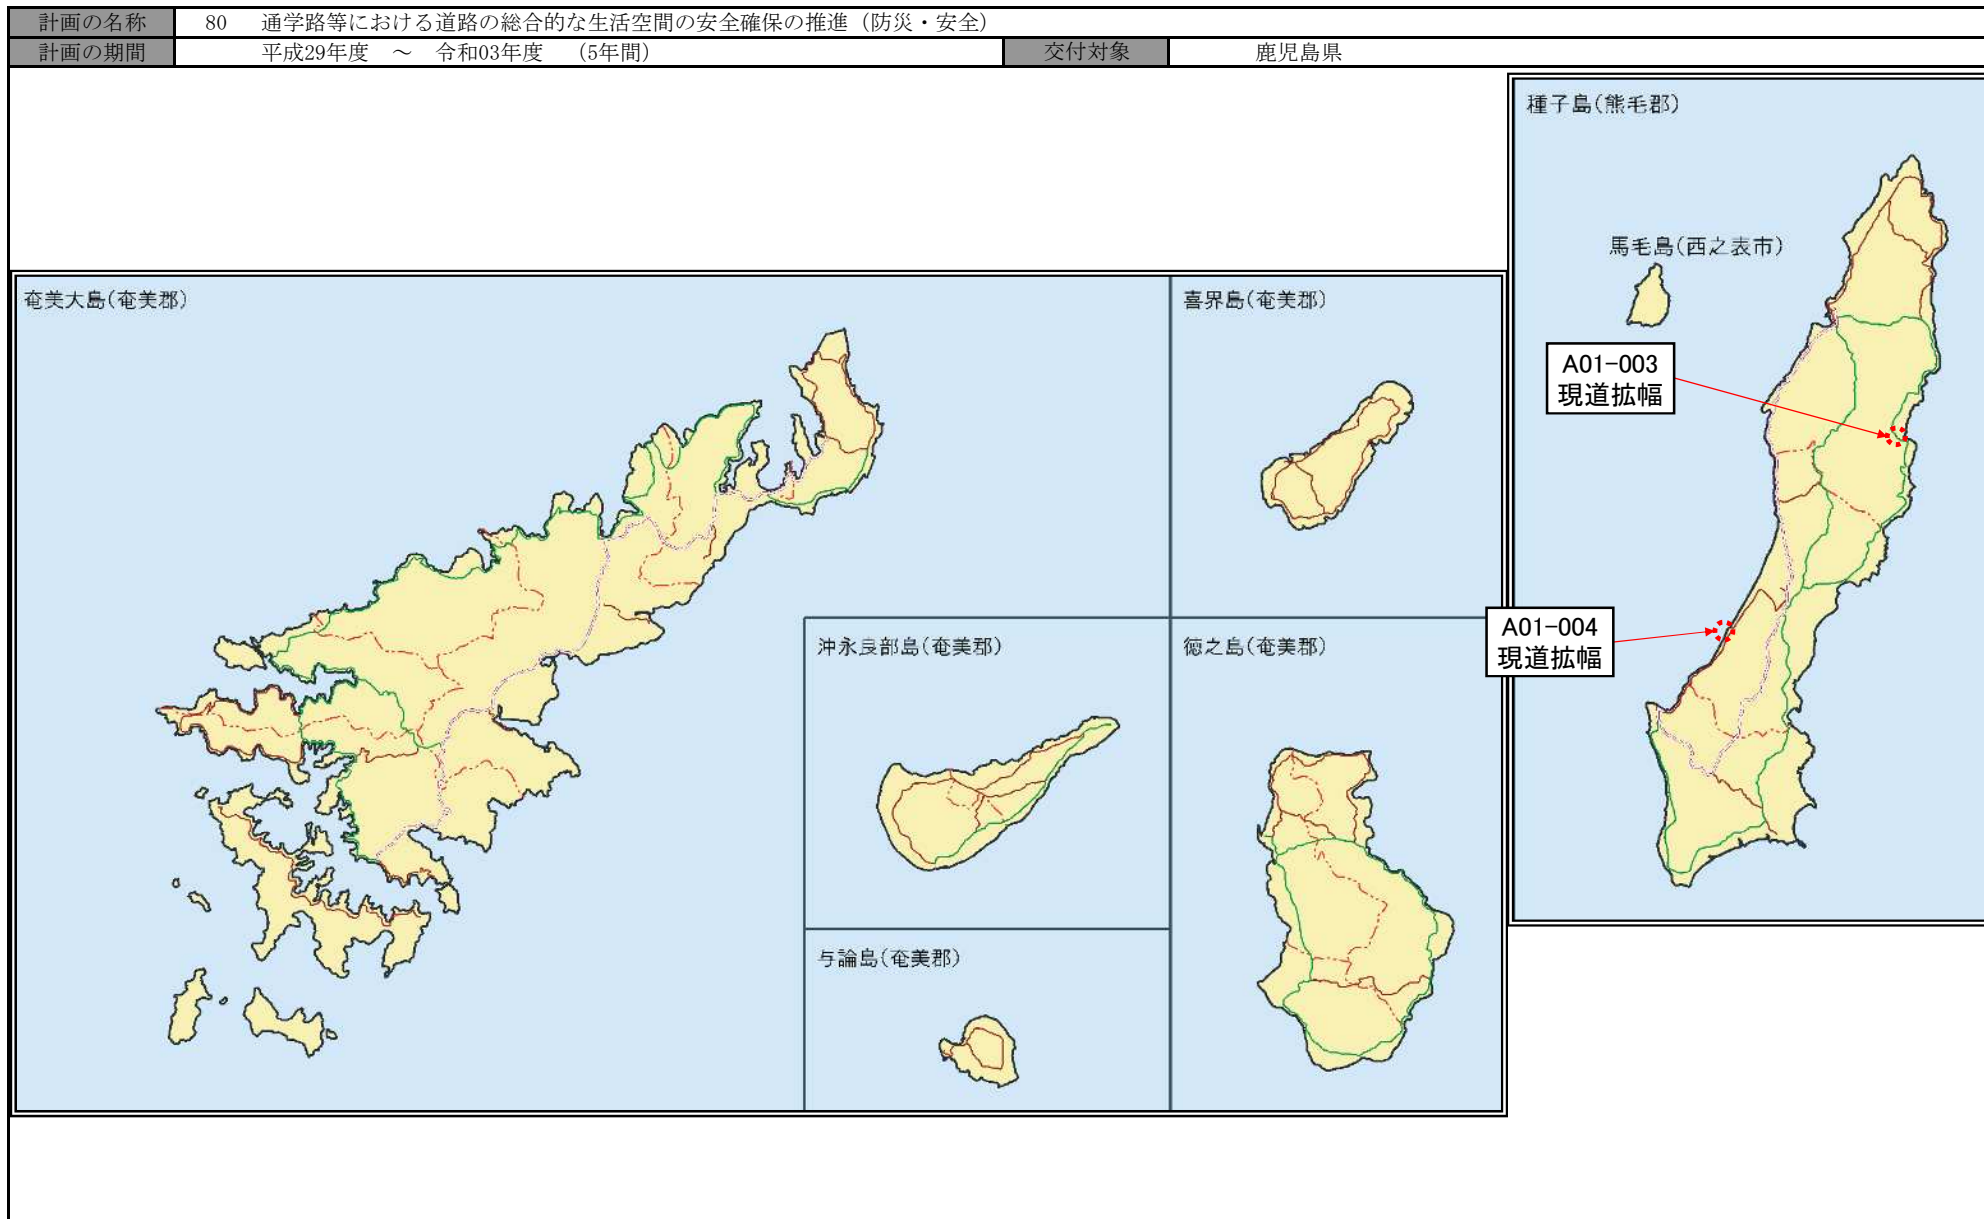 計画の名称 80 通学路等における道路の総合的な生活空間の安全確保の推進（防災・安全）
計画の期間 平成29年度 ～ 令和03年度 （5年間） 交付対象 鹿児島県
種子島(熊毛郡)
馬毛島(西之表市)
A01-003
現道拡幅
A01-004
現道拡幅
奄美大島(奄美郡)
喜界島(奄美郡)
沖永良部島(奄美郡)
徳之島(奄美郡)
与論島(奄美郡)